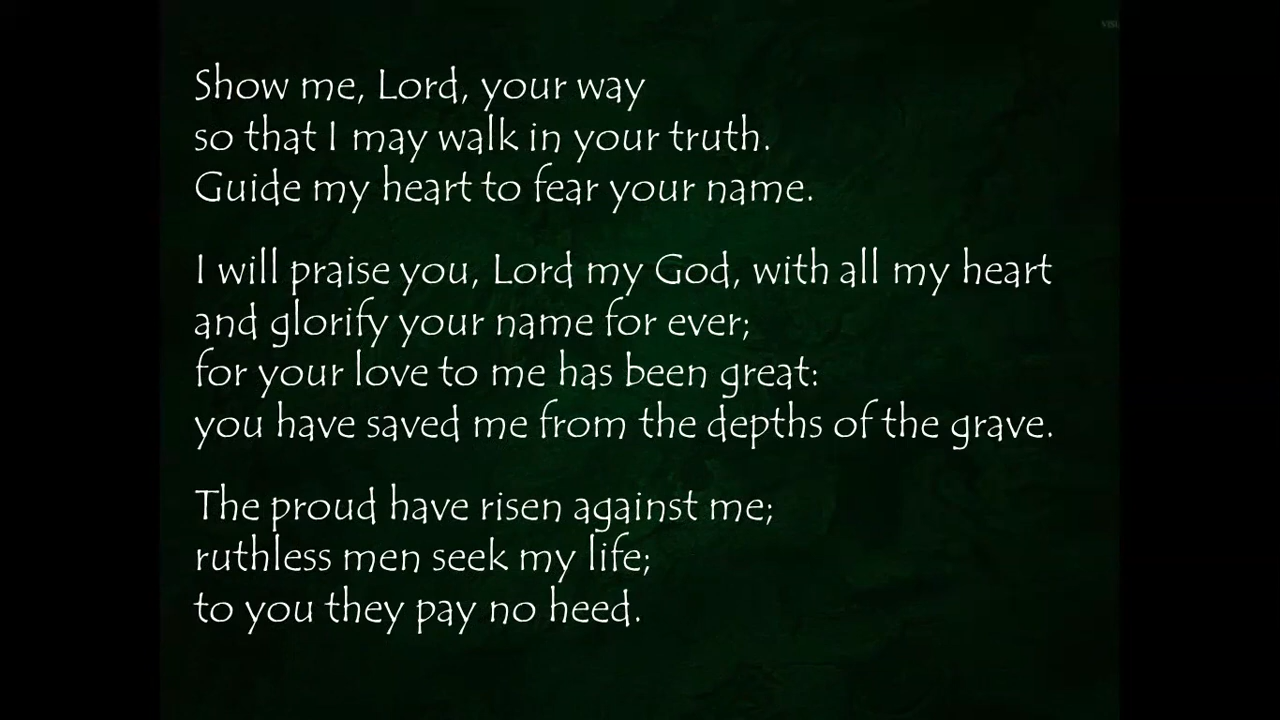 Show me, Lord, your way
so that I may walk in your truth.
Guide my heart to fear your name.
I will praise you, Lord my God, with all my heart
and glorify your name for ever;
for your love to me has been great:
you have saved me from the depths of the grave.
The proud have risen against me;
ruthless men seek my life;
to you they pay no heed.